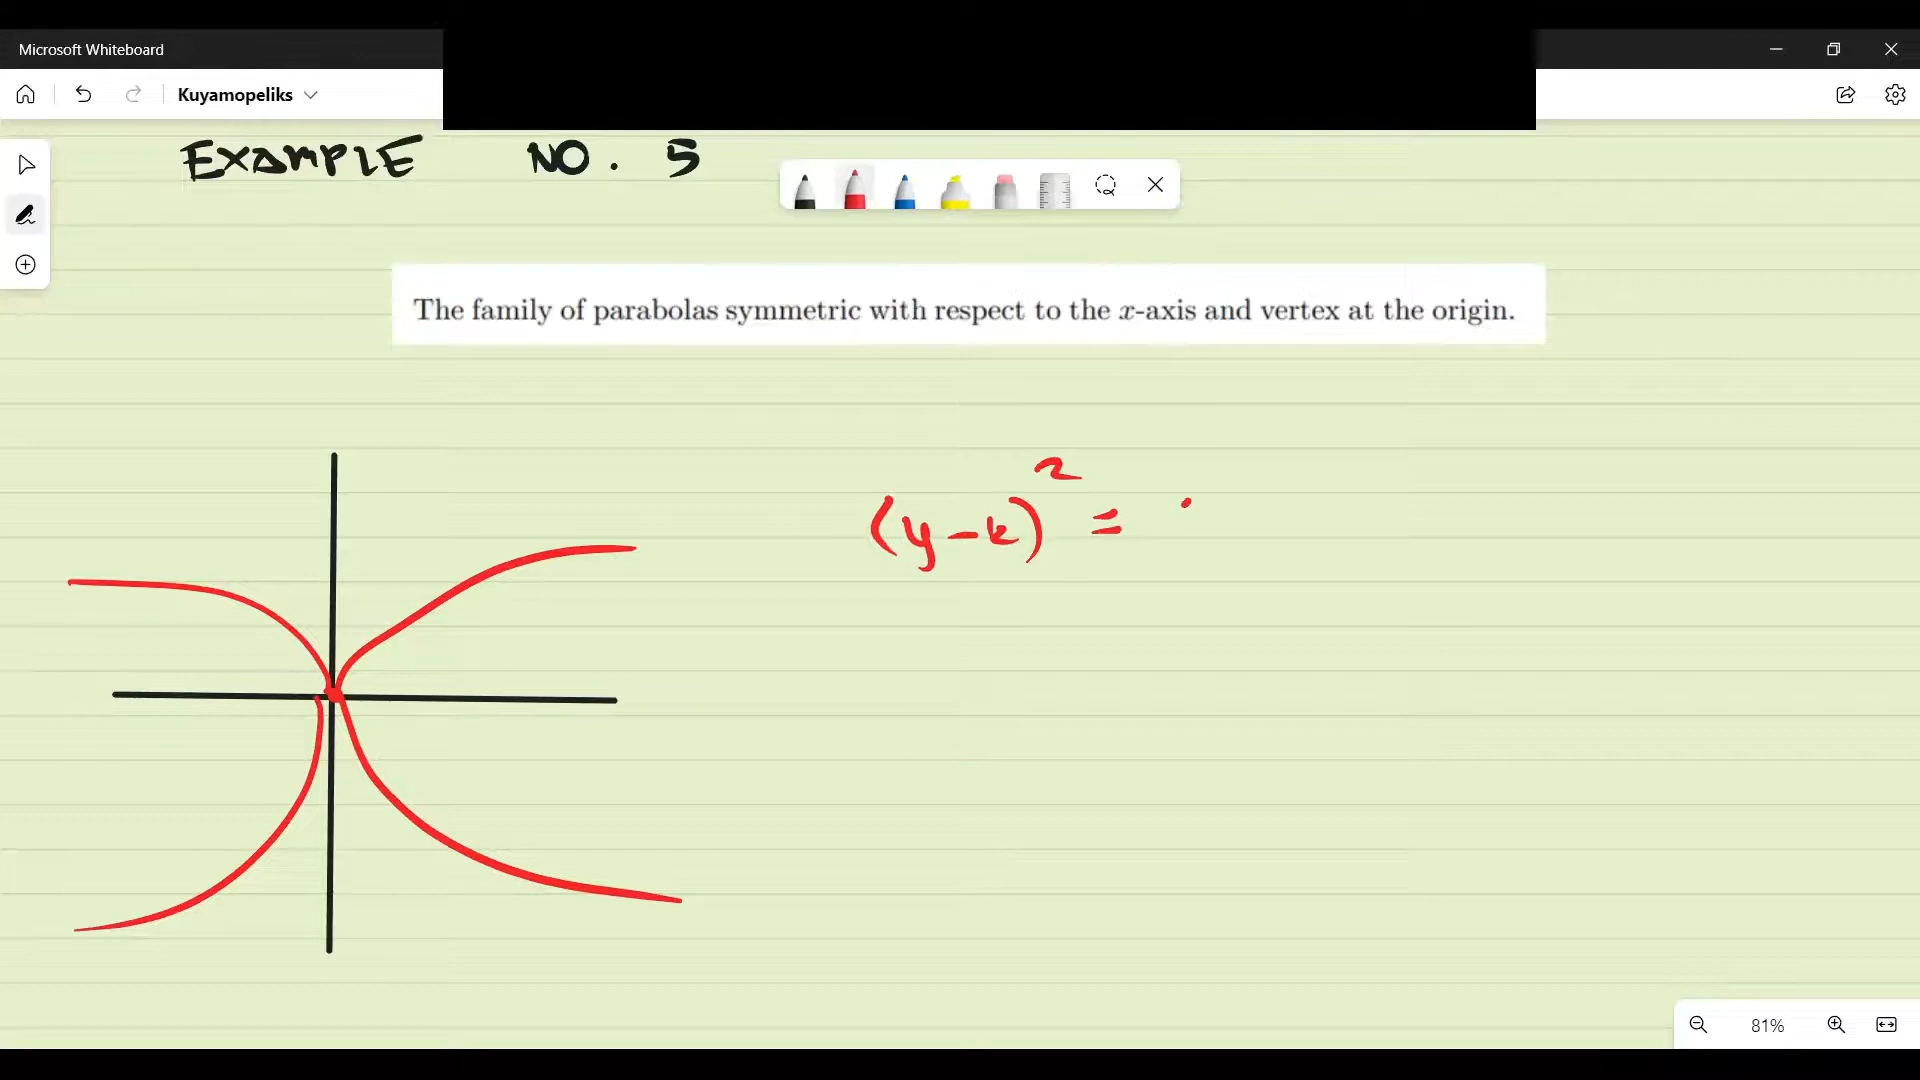 Microsoft Whiteboard
Kuyamopeliks
EXAMPLE NO. 5
The family of parabolas symmetric with respect to the x-axis and vertex at the origin.
(y-k)² =
81%